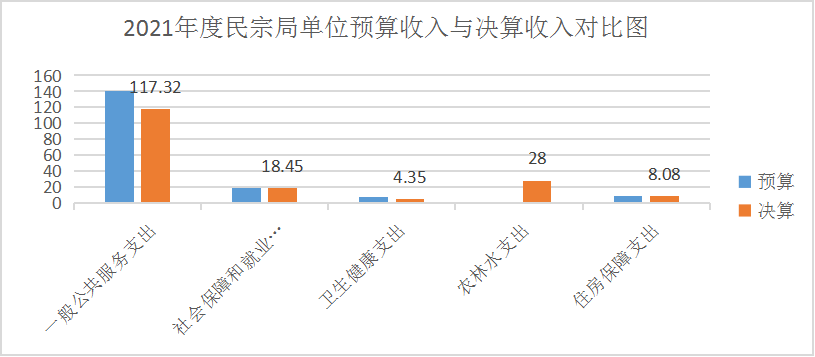 2021年度民宗局单位预算收入与决算收入对比图
160
140
120
100
80
60
40
20
0
117.32
18.45
4.35
28
8.08
一般公共服务支出
社会保障和就业…
卫生健康支出
农林水支出
住房保障支出
预算
决算